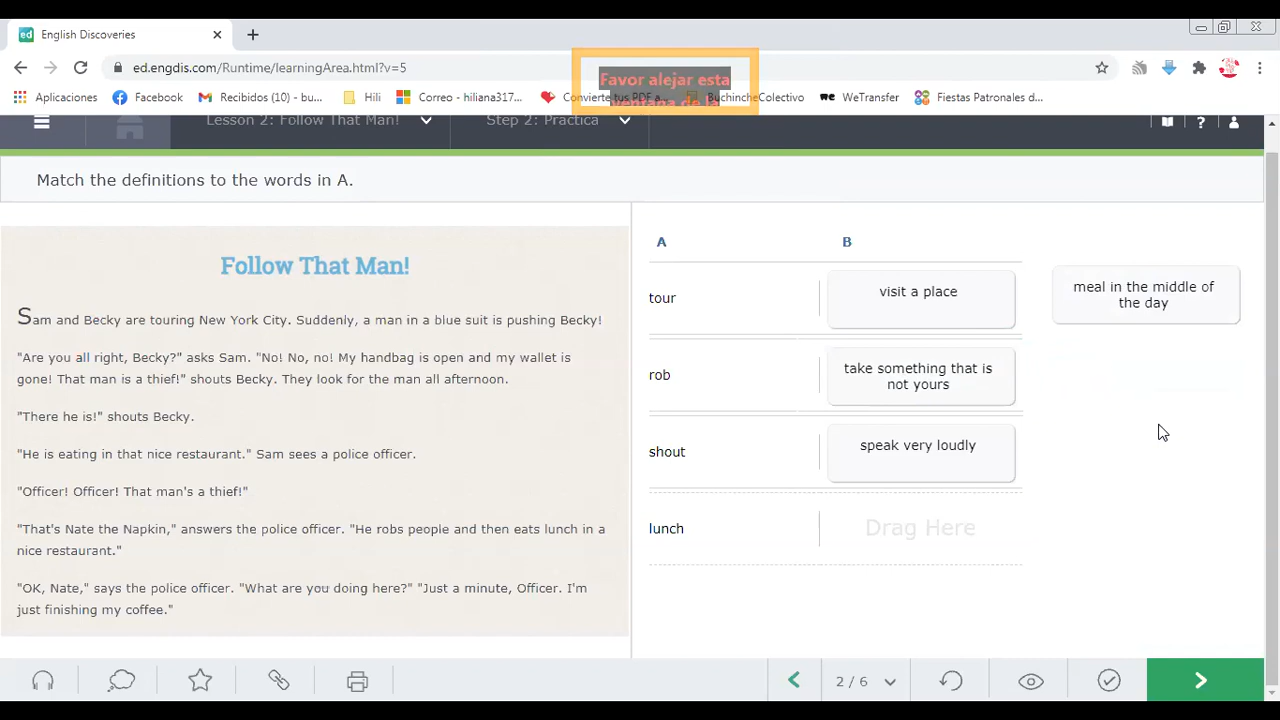 English Discoveries
ed.engdis.com/Runtime/learningArea.html?v=5
Favor alejar esta
ventana de la
Aplicaciones
Facebook
Recibidos (10) - bu...
Hili
Correo - hiliana317...
Convierte tus PDF a...
BuchincheColectivo
WeTransfer
Fiestas Patronales d...
Lesson 2: Follow That Man!
Step 2: Practica
Match the definitions to the words in A.
Follow That Man!
Sam and Becky are touring New York City. Suddenly, a man in a blue suit is pushing Becky!
"Are you all right, Becky?" asks Sam. "No! No, no! My handbag is open and my wallet is
gone! That man is a thief!" shouts Becky. They look for the man all afternoon.
"There he is!" shouts Becky.
"He is eating in that nice restaurant." Sam sees a police officer.
"Officer! Officer! That man's a thief!"
"That's Nate the Napkin," answers the police officer. "He robs people and then eats lunch in a
nice restaurant."
"OK, Nate," says the police officer. "What are you doing here?" "Just a minute, Officer. I'm
just finishing my coffee."
A
B
tour
visit a place
meal in the middle of
the day
rob
take something that is
not yours
shout
speak very loudly
lunch
Drag Here
2 / 6